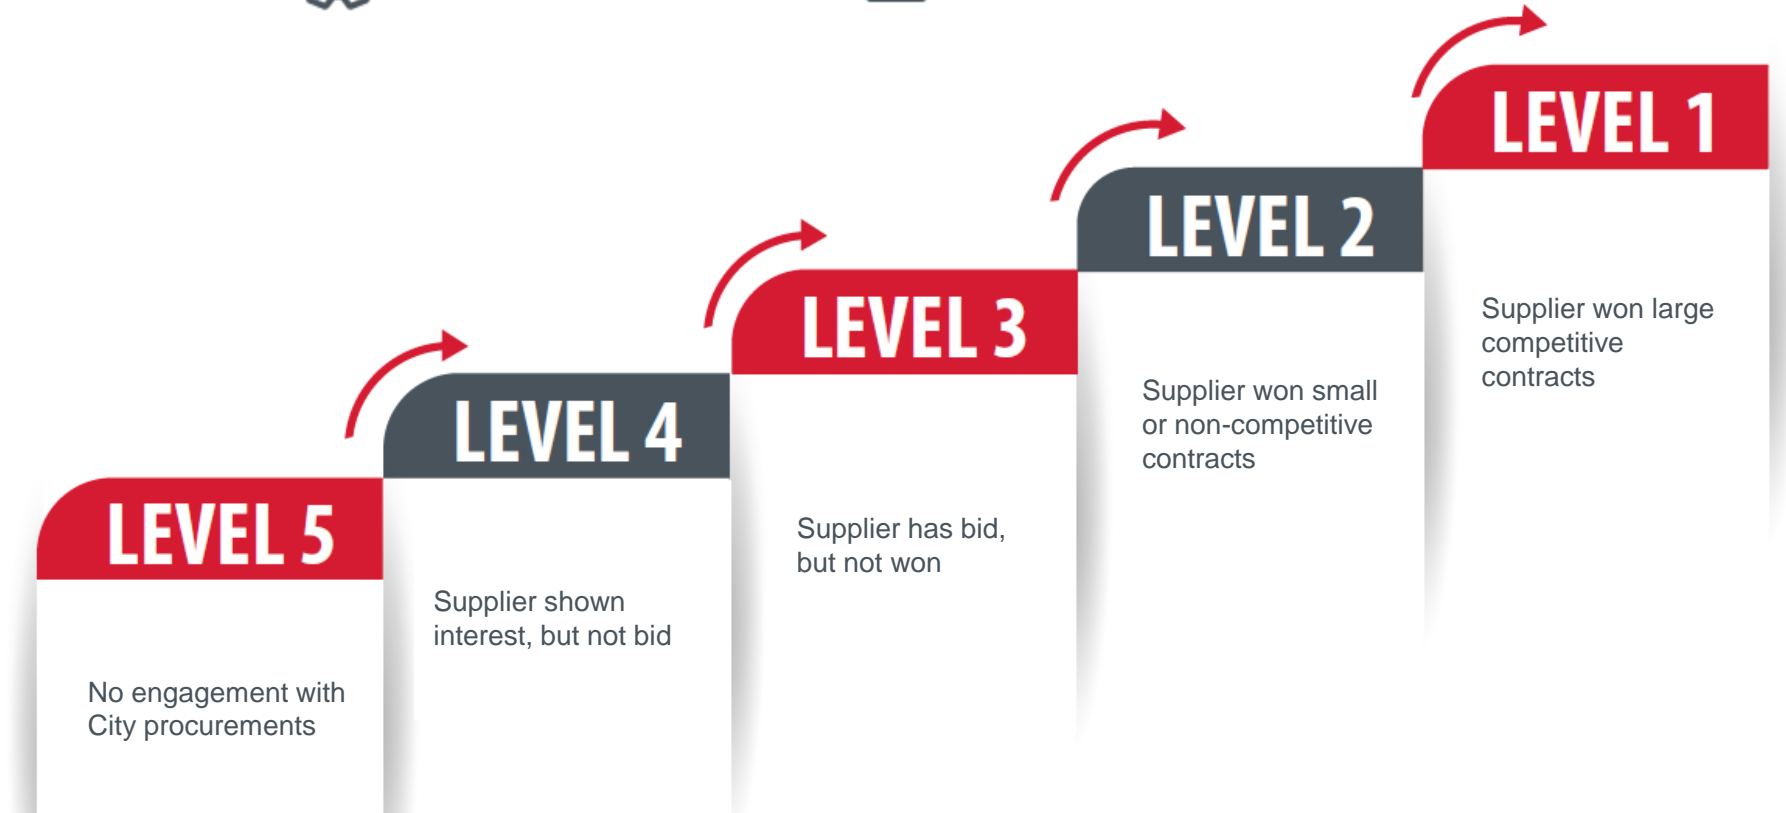 LEVEL 5
No engagement with
City procurements
LEVEL 4
Supplier shown
interest, but not bid
LEVEL 3
Supplier has bid,
but not won
LEVEL 2
Supplier won small
or non-competitive
contracts
LEVEL 1
Supplier won large
competitive
contracts